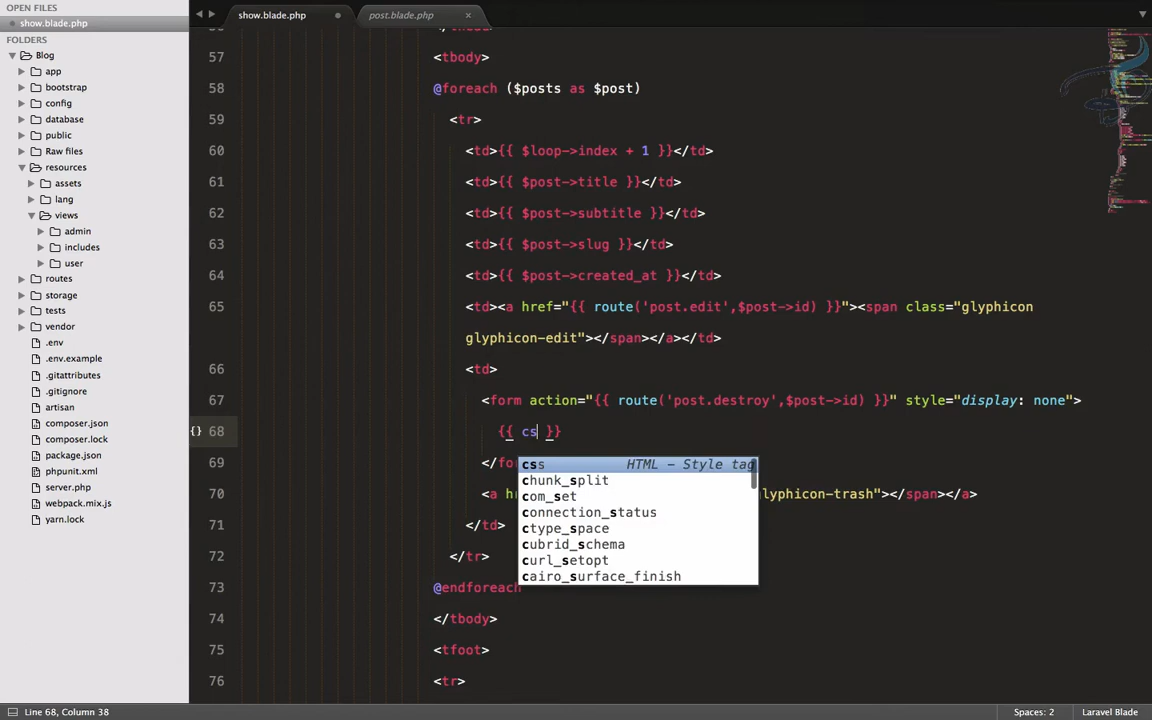 OPEN FILES
show.blade.php
FOLDERS
Blog
app
bootstrap
config
database
public
Raw files
resources
assets
lang
views
admin
includes
user
routes
storage
tests
vendor
.env
.env.example
.gitattributes
.gitignore
artisan
composer.json
composer.lock
package.json
phpunit.xml
server.php
webpack.mix.js
yarn.lock
show.blade.php
post.blade.php
57 <tbody>
58 @foreach ($posts as $post)
59 <tr>
60 <td>{{ $loop->index + 1 }}</td>
61 <td>{{ $post->title }}</td>
62 <td>{{ $post->subtitle }}</td>
63 <td>{{ $post->slug }}</td>
64 <td>{{ $post->created_at }}</td>
65 <td><a href="{{ route('post.edit',$post->id) }}"><span class="glyphicon
glyphicon-edit"></span></a></td>
66 <td>
67 <form action="{{ route('post.destroy',$post->id) }}" style="display: none">
{} 68 {{ cs }}
69 </fo
css HTML – Style tag
chunk_split
com_set
connection_status
ctype_space
cubrid_schema
curl_setopt
cairo_surface_finish
70 <a h lyphicon-trash"></span></a>
71 </td>
72 </tr>
73 @endforeach
74 </tbody>
75 <tfoot>
76 <tr>
Line 68, Column 38
Spaces: 2
Laravel Blade